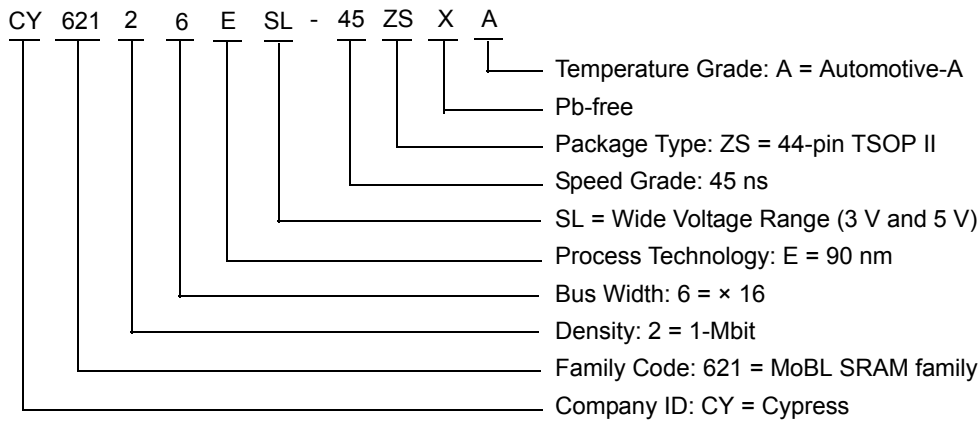 CY 621 2 6 E SL - 45 ZS X A
Temperature Grade: A = Automotive-A
Pb-free
Package Type: ZS = 44-pin TSOP II
Speed Grade: 45 ns
SL = Wide Voltage Range (3 V and 5 V)
Process Technology: E = 90 nm
Bus Width: 6 = × 16
Density: 2 = 1-Mbit
Family Code: 621 = MoBL SRAM family
Company ID: CY = Cypress